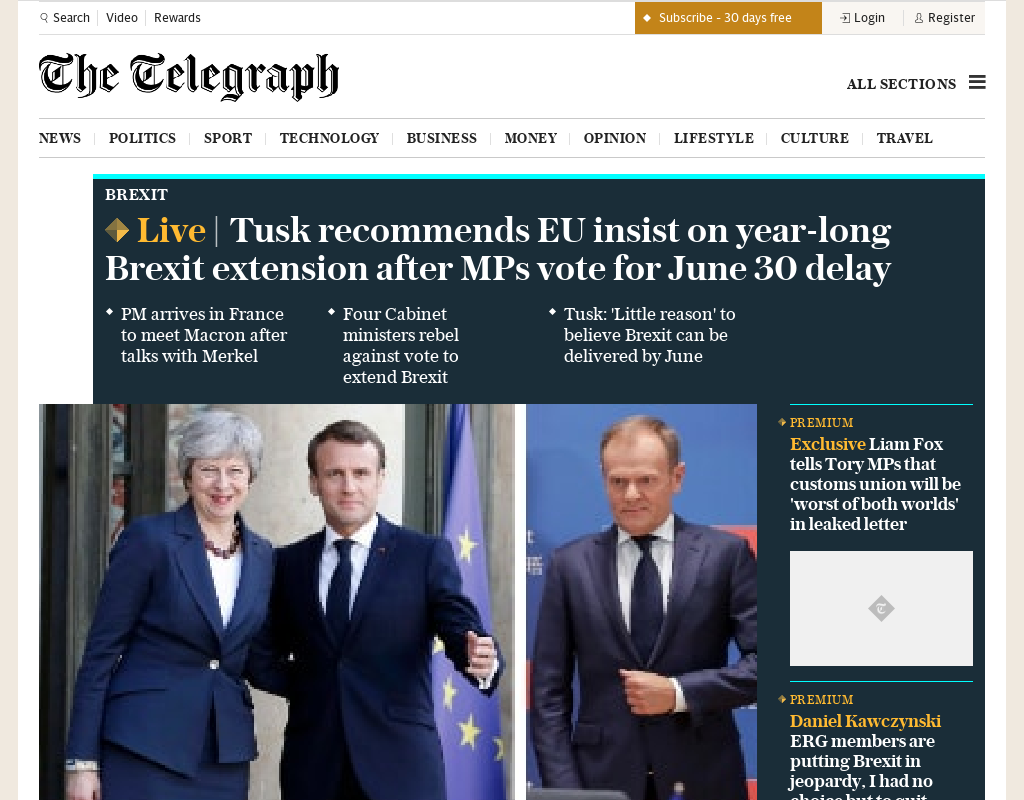 Search
Video
Rewards
Subscribe - 30 days free
Login
Register
The Telegraph
ALL SECTIONS
NEWS
POLITICS
SPORT
TECHNOLOGY
BUSINESS
MONEY
OPINION
LIFESTYLE
CULTURE
TRAVEL
BREXIT
Live | Tusk recommends EU insist on year-long
Brexit extension after MPs vote for June 30 delay
PM arrives in France
to meet Macron after
talks with Merkel
Four Cabinet
ministers rebel
against vote to
extend Brexit
Tusk: 'Little reason' to
believe Brexit can be
delivered by June
PREMIUM
Exclusive Liam Fox
tells Tory MPs that
customs union will be
'worst of both worlds'
in leaked letter
T
PREMIUM
Daniel Kawczynski
ERG members are
putting Brexit in
jeopardy, I had no
choice but to quit